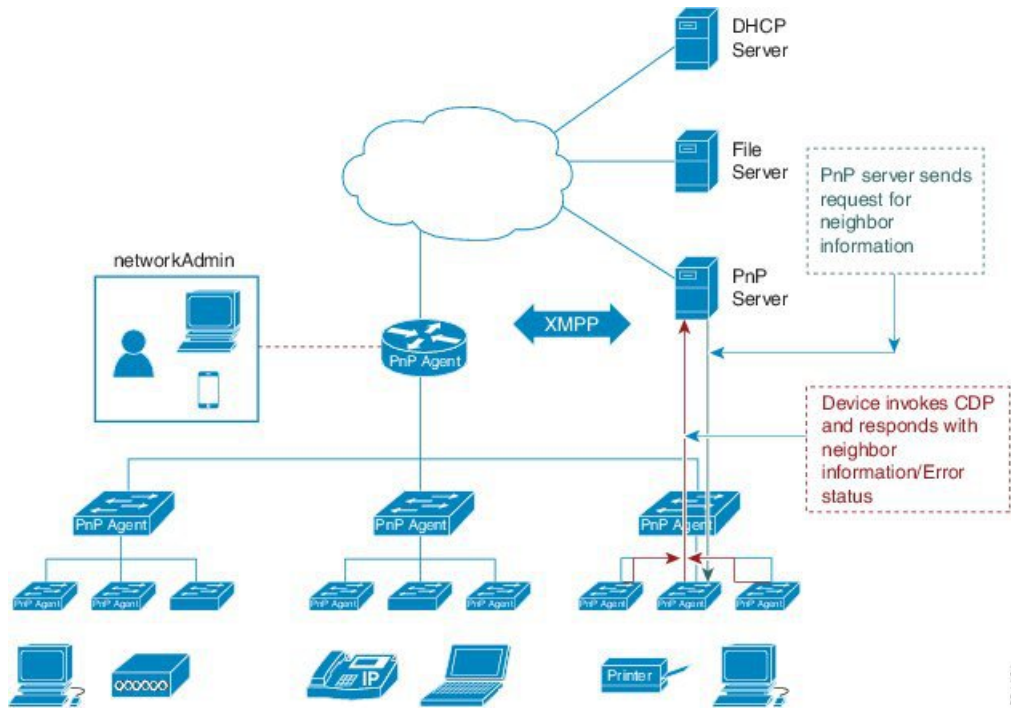 DHCP
Server
File
Server
PnP server sends
request for
neighbor
information
networkAdmin
PnP
Server
XMPP
PnP Agent
Device invokes CDP
and responds with
neighbor
information/Error
status
PnP Agent
PnP Agent
PnP Agent
PnP Agent
PnP Agent
PnP Agent
PnP Agent
PnP Agent
PnP Agent
PnP Agent
IP
Printer